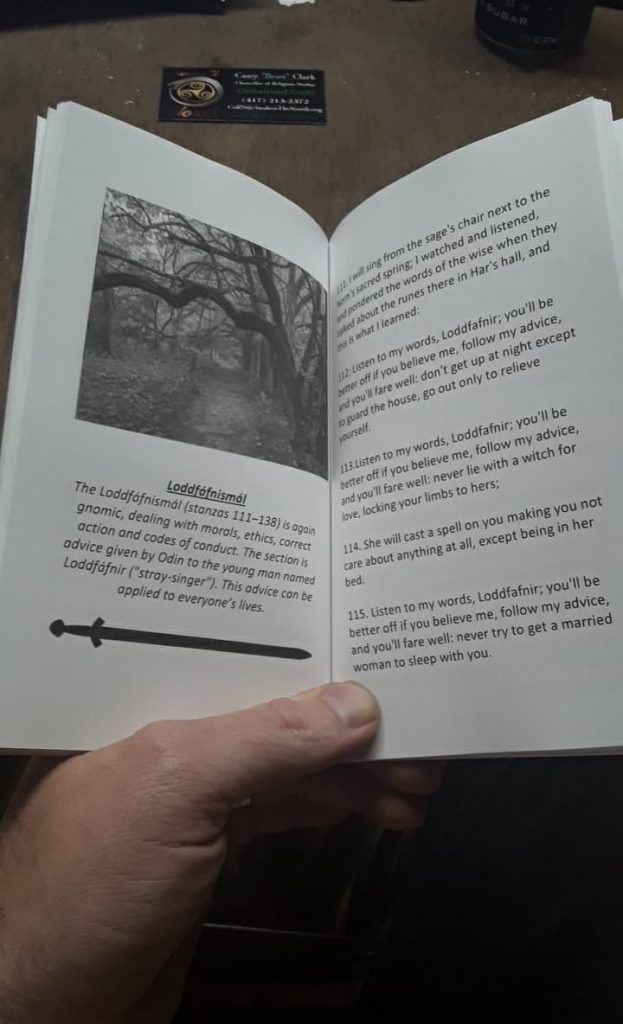 SUGAR
Casey "Bean" Clark
(417) 213-2372
Loddfáfnismál
The Loddfáfnismál (stanzas 111–138) is again
gnomic, dealing with morals, ethics, correct
action and codes of conduct. The section is
advice given by Odin to the young man named
Loddfáfnir ("stray-singer"). This advice can be
applied to everyone's lives.
111. I will sing from the sage's chair next to the
Norn's sacred spring; I watched and listened,
and pondered the words of the wise when they
talked about the runes there in Har's hall, and
this is what I learned:
112. Listen to my words, Loddfafnir; you'll be
better off if you believe me, follow my advice,
and you'll fare well: don't get up at night except
to guard the house, go out only to relieve
yourself.
113.Listen to my words, Loddfafnir; you'll be
better off if you believe me, follow my advice,
and you'll fare well: never lie with a witch for
love, locking your limbs to hers;
114. She will cast a spell on you making you not
care about anything at all, except being in her
bed.
115. Listen to my words, Loddfafnir; you'll be
better off if you believe me, follow my advice,
and you'll fare well: never try to get a married
woman to sleep with you.